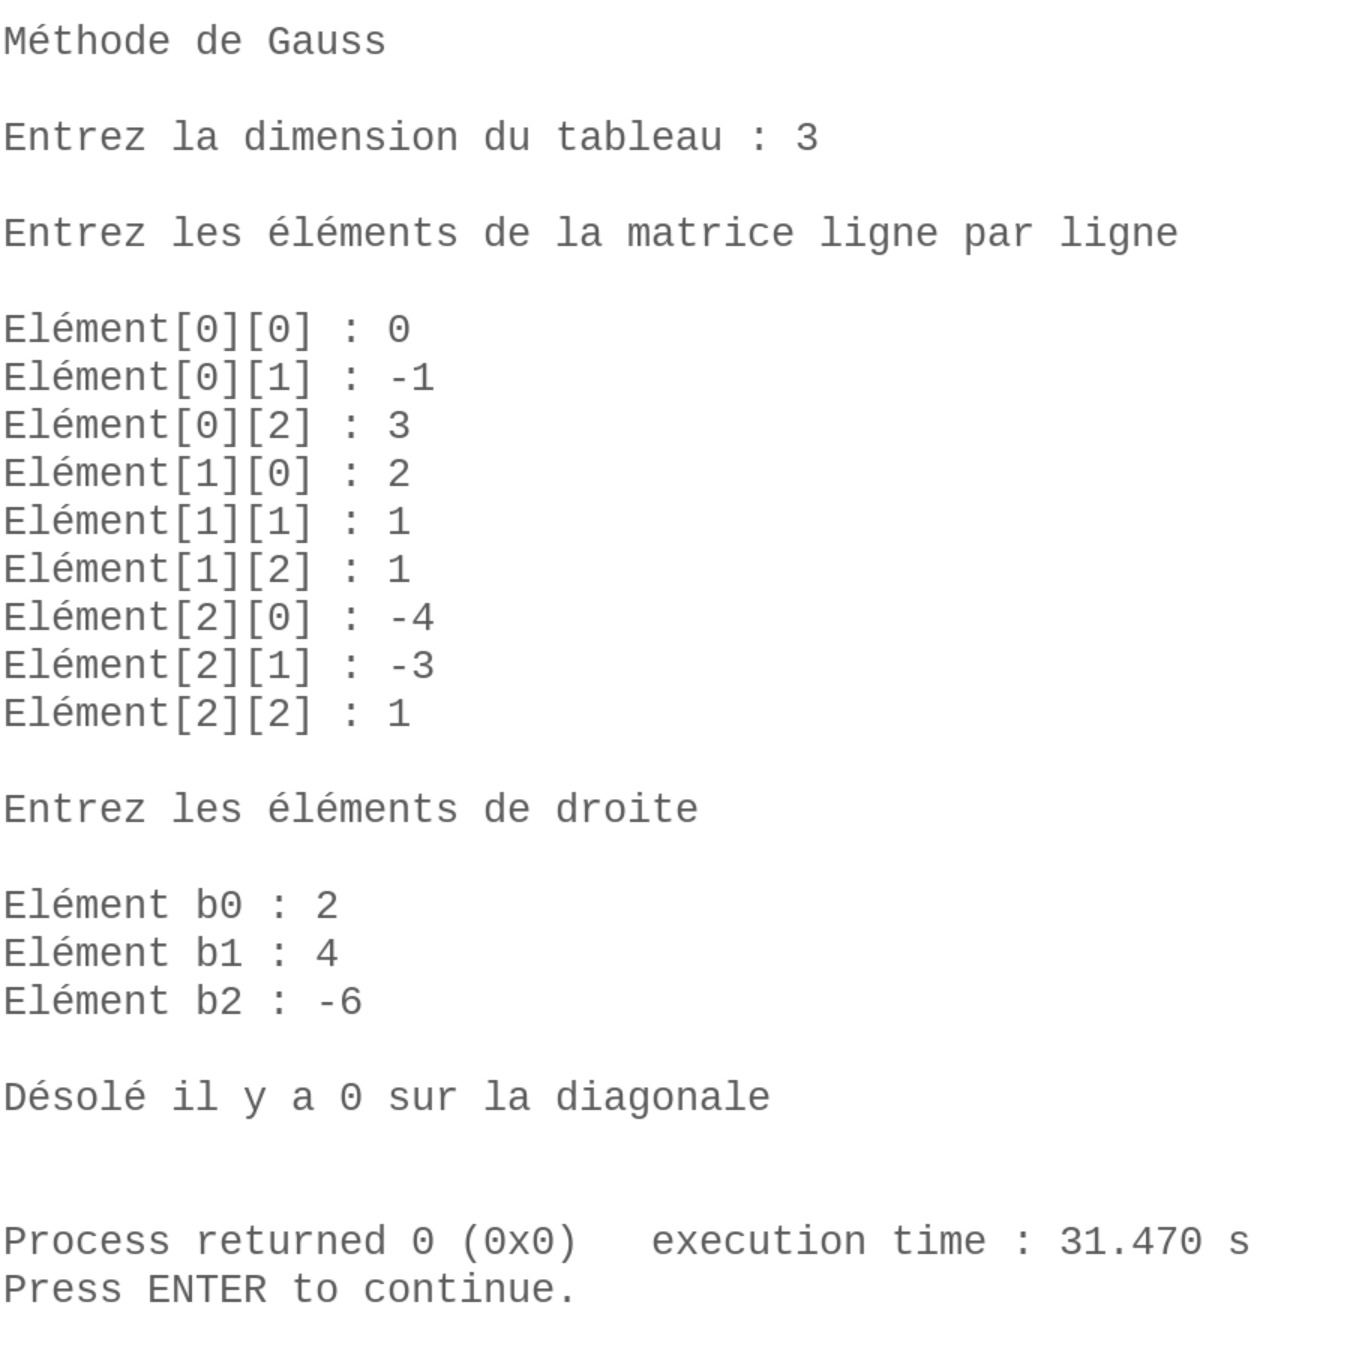 Méthode de Gauss
Entrez la dimension du tableau : 3
Entrez les éléments de la matrice ligne par ligne
Elément[0][0] : 0
Elément[0][1] : -1
Elément[0][2] : 3
Elément[1][0] : 2
Elément[1][1] : 1
Elément[1][2] : 1
Elément[2][0] : -4
Elément[2][1] : -3
Elément[2][2] : 1
Entrez les éléments de droite
Elément b0 : 2
Elément b1 : 4
Elément b2 : -6
Désolé il y a 0 sur la diagonale
Process returned 0 (0x0)   execution time : 31.470 s
Press ENTER to continue.